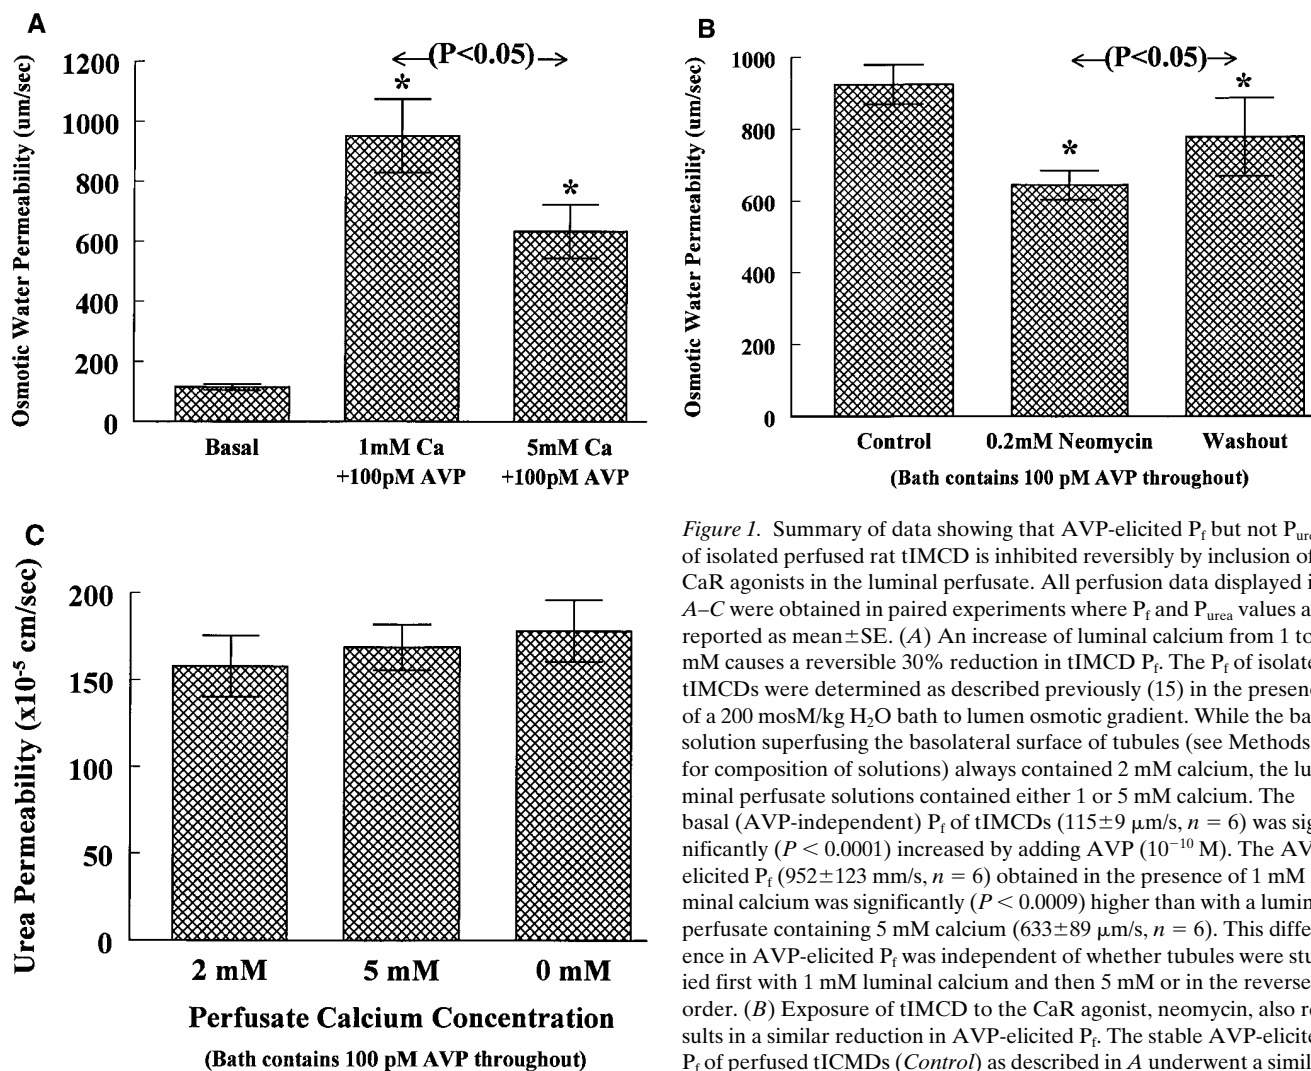 A
Osmotic Water Permeability (um/sec)
1200
1000
800
600
400
200
0
(P<0.05)
*
*
Basal
1mM Ca
+100pM AVP
5mM Ca
+100pM AVP
B
Osmotic Water Permeability (um/sec)
1000
800
600
400
200
0
(P<0.05)
*
*
Control
0.2mM Neomycin
Washout
(Bath contains 100 pM AVP throughout)
C
Urea Permeability (x10-5 cm/sec)
200
150
100
50
0
2 mM
5 mM
0 mM
Perfusate Calcium Concentration
(Bath contains 100 pM AVP throughout)
Figure 1. Summary of data showing that AVP-elicited Pf but not Pure
of isolated perfused rat tIMCD is inhibited reversibly by inclusion of
CaR agonists in the luminal perfusate. All perfusion data displayed i
A–C were obtained in paired experiments where Pf and Purea values a
reported as mean±SE. (A) An increase of luminal calcium from 1 to
mM causes a reversible 30% reduction in tIMCD Pf. The Pf of isolate
tIMCDs were determined as described previously (15) in the presen
of a 200 mosM/kg H2O bath to lumen osmotic gradient. While the ba
solution superfusing the basolateral surface of tubules (see Methods
for composition of solutions) always contained 2 mM calcium, the lu-
minal perfusate solutions contained either 1 or 5 mM calcium. The
basal (AVP-independent) Pf of tIMCDs (115±9 μm/s, n = 6) was sig
nificantly (P < 0.0001) increased by adding AVP (10−10 M). The AV
elicited Pf (952±123 mm/s, n = 6) obtained in the presence of 1 mM
minal calcium was significantly (P < 0.0009) higher than with a lumin
perfusate containing 5 mM calcium (633±89 μm/s, n = 6). This differ
ence in AVP-elicited Pf was independent of whether tubules were stu
ied first with 1 mM luminal calcium and then 5 mM or in the reverse
order. (B) Exposure of tIMCD to the CaR agonist, neomycin, also re
sults in a similar reduction in AVP-elicited Pf. The stable AVP-elicite
Pf of perfused tICMDs (Control) as described in A underwent a simil